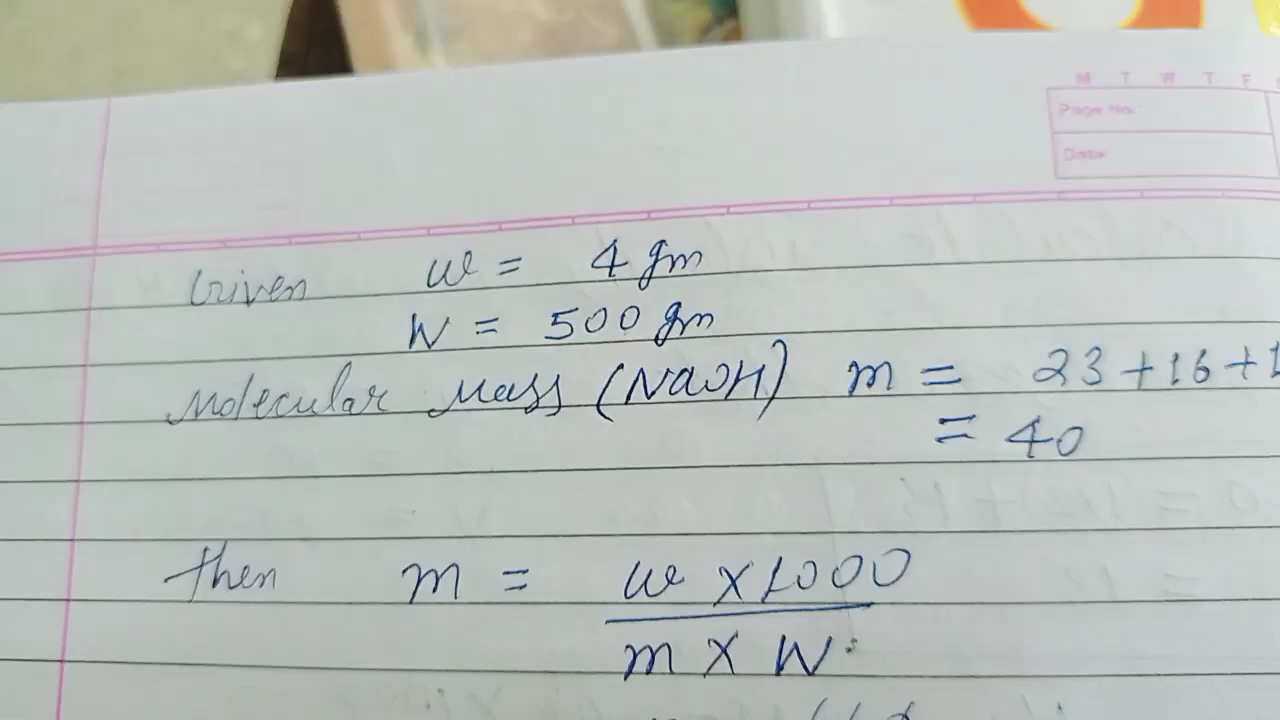 M T W T F
Page No.
Date
Given w = 4 gm
W = 500 gm
Molecular Mass (NaOH) m = 23 + 16 + 1
= 40
then m = w × 1000
m × W